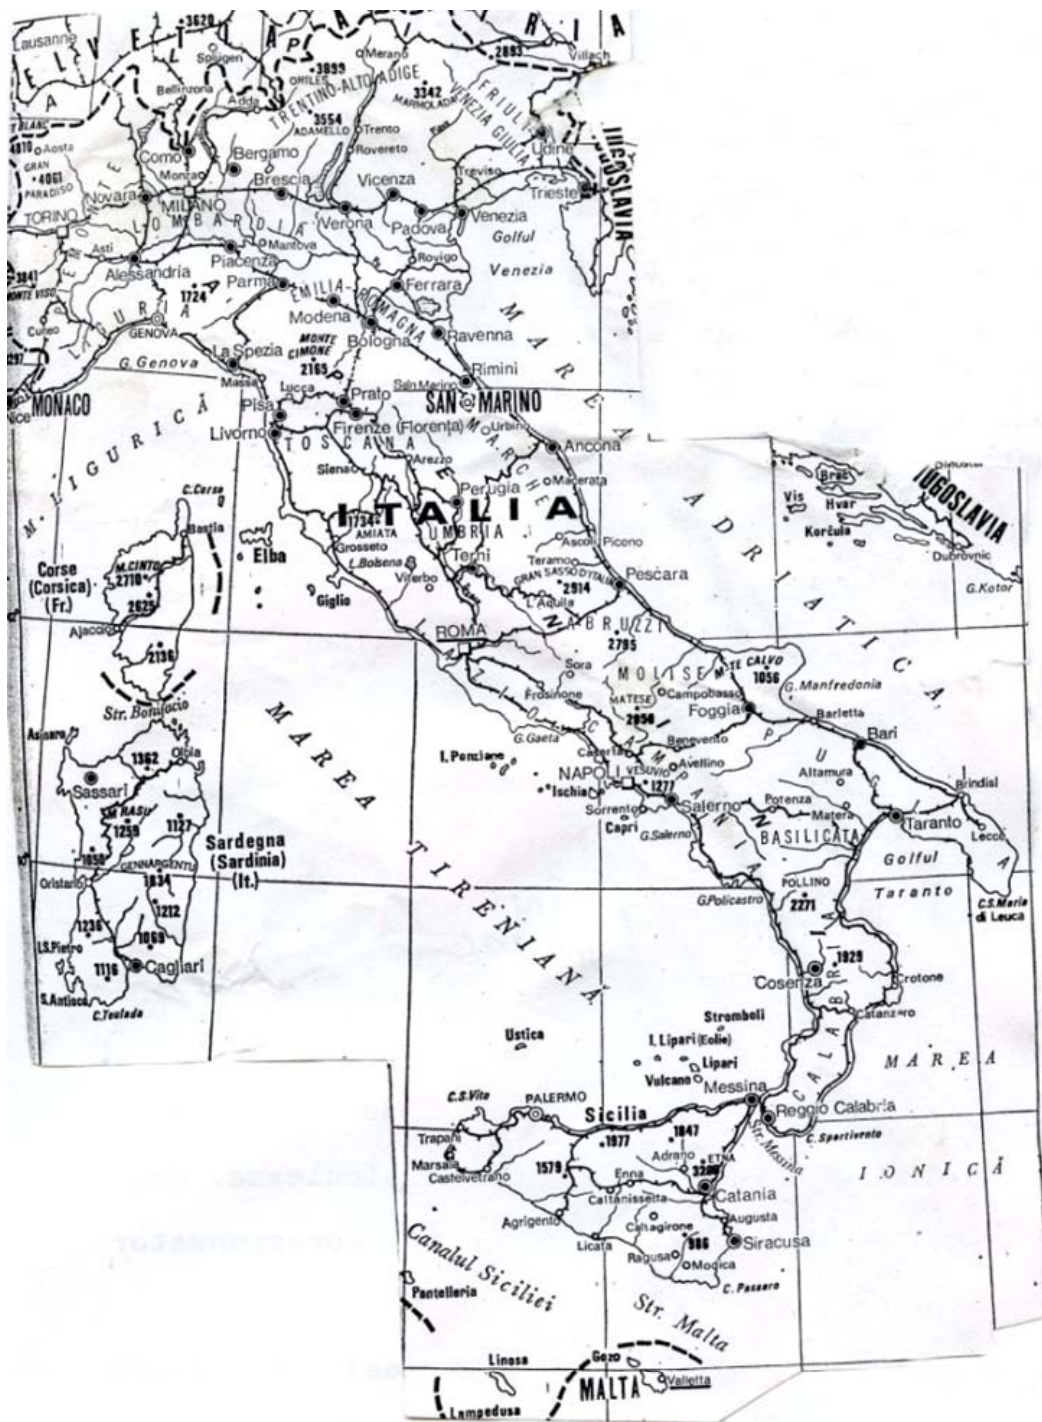 Lausanne
ELVEȚIA
3620
Splügen
Bellinzona
Adda
Merano
3899
ORTLES
TRENTINO-ALTO ADIGE
3342
MARMOLADA
2893
Villach
FRIULI-VENEZIA GIULIA
IUGOSLAVIA
3554
ADAMELLO
Trento
Rovereto
Udine
4810
Aosta
GRAN PARADISO
4061
Como
Bergamo
Monza
Treviso
Trieste
Novara
MILANO
Brescia
Vicenza
TORINO
PIEMONTE
LOMBARDIA
Verona
Padova
Venezia
Golful
Venezia
Asti
Mantova
Rovigo
Alessandria
Piacenza
Parma
Ferrara
3841
MONTE VISO
1724
EMILIA-ROMAGNA
Cuneo
LIGURIA
GENOVA
Modena
Bologna
Ravenna
MONTE CIMONE
2165
La Spezia
Rimini
G. Genova
Massa
Lucca
Prato
San Marino
SAN MARINO
MONACO
Pisa
Firenze (Florența)
Urbino
Livorno
TOSCANA
MARCHE
Ancona
M. LIGURICĂ
Siena
Arezzo
Macerata
Perugia
MAREA ADRIATICĂ
ITALIA
1734
AMIATA
UMBRIA
C. Corse
Bastia
Elba
Grosseto
L. Bolsena
Terni
Ascoli Piceno
Teramo
GRAN SASSO D'ITALIA
2914
Pescara
Viterbo
L'Aquila
ABRUZZI
Giglio
Corse
(Corsica)
(Fr.)
M. CINTO
2710
2625
Ajaccio
2136
Str. Bonifacio
ROMA
LAZIO
2795
Brač
Vis
Hvar
Korčula
IUGOSLAVIA
Dubrovnic
G. Kotor
Sora
Frosinone
MOLISE
MTE CALVO
1056
MATESE
2050
Campobasso
G. Manfredonia
Foggia
Barletta
Bari
G. Gaeta
CAMPANIA
Caserta
Benevento
PUGLIA
I. Ponziane
Ischia
NAPOLI
VESUVIO
1277
Avellino
Altamura
Brindisi
Sorrento
Salerno
Potenza
Matera
Taranto
Capri
G. Salerno
BASILICATA
Lecce
Golful
Taranto
C. S. Maria
di Leuca
G. Policastro
POLLINO
2271
MAREA TIRENIANĂ
Asinara
Sassari
1362
Olbia
M. RASU
1259
1127
Sardegna
(Sardinia)
(It.)
1050
GENNARGENTU
Oristano
1834
1212
1236
1069
I. S. Pietro
1116
Cagliari
S. Antioco
C. Teulada
Cosenza
1929
CALABRIA
Crotone
Catanzaro
Stromboli
Ustica
I. Lipari (Eolie)
Lipari
Vulcano
MAREA
IONICĂ
C. S. Vito
PALERMO
Sicilia
Messina
Reggio Calabria
C. Spartivento
Str. Messina
Trapani
Marsala
Castelvetrano
1977
1847
1579
Adrano
ETNA
Enna
Caltanissetta
Catania
Agrigento
Caltagirone
Augusta
Licata
986
Siracusa
Ragusa
Modica
C. Passero
Canalul Siciliei
Pantelleria
Str. Malta
Linosa
Gozo
MALTA
Valletta
Lampedusa